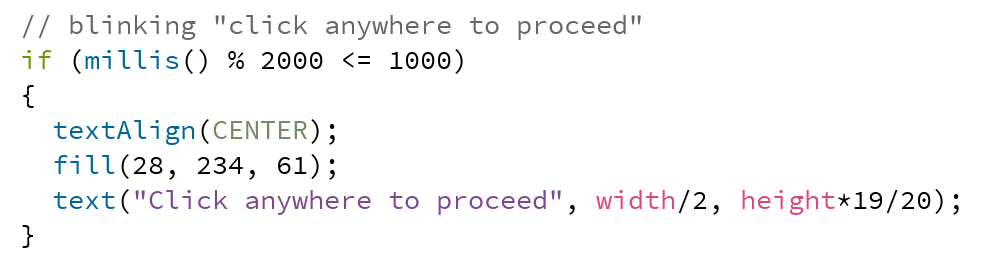 // blinking "click anywhere to proceed"
if (millis() % 2000 <= 1000)
{
  textAlign(CENTER);
  fill(28, 234, 61);
  text("Click anywhere to proceed", width/2, height*19/20);
}